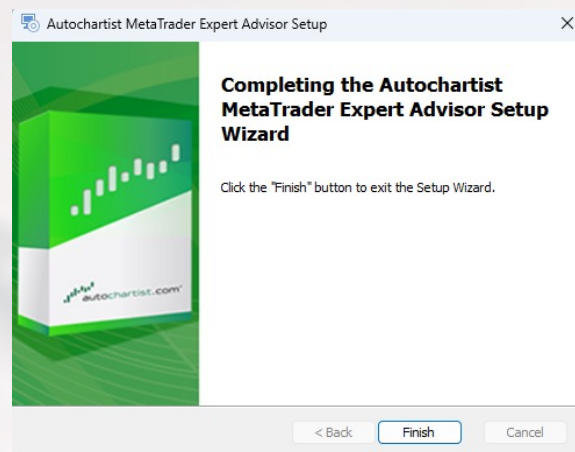 Autochartist MetaTrader Expert Advisor Setup
Completing the Autochartist
MetaTrader Expert Advisor Setup
Wizard
Click the "Finish" button to exit the Setup Wizard.
autochartist.com
< Back
Finish
Cancel